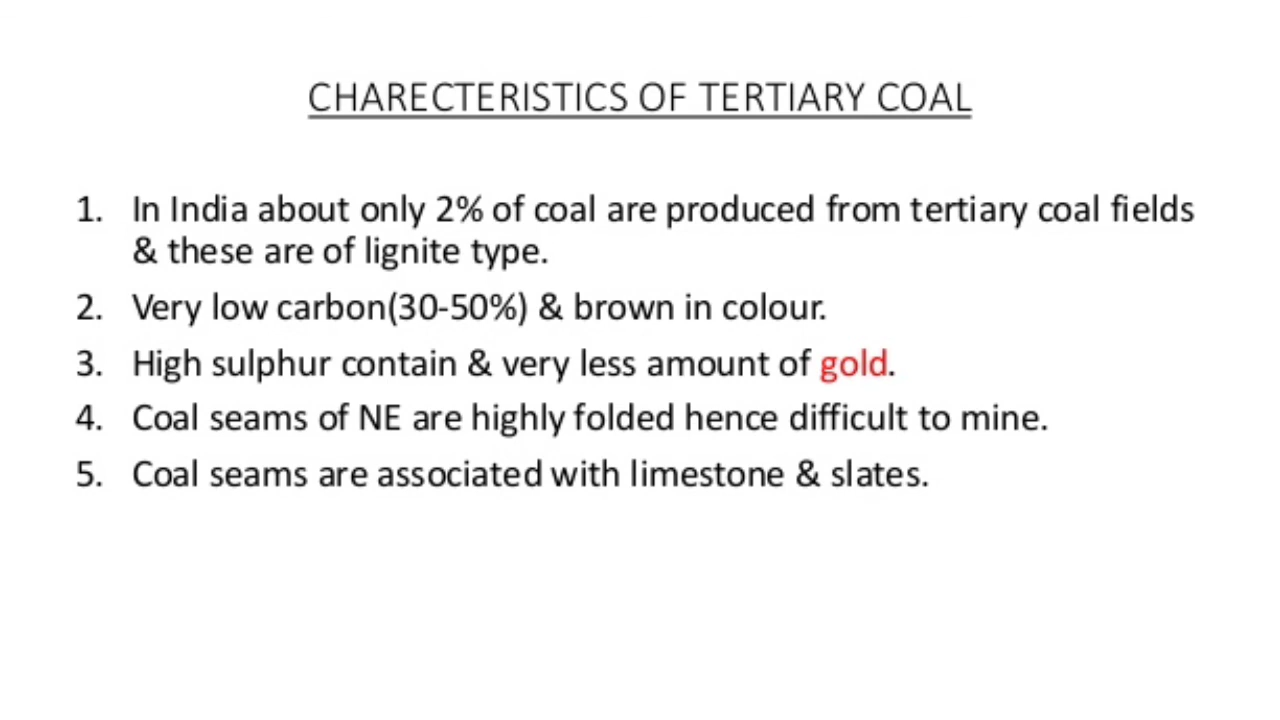 CHARECTERISTICS OF TERTIARY COAL
1. In India about only 2% of coal are produced from tertiary coal fields
& these are of lignite type.
2. Very low carbon(30-50%) & brown in colour.
3. High sulphur contain & very less amount of gold.
4. Coal seams of NE are highly folded hence difficult to mine.
5. Coal seams are associated with limestone & slates.